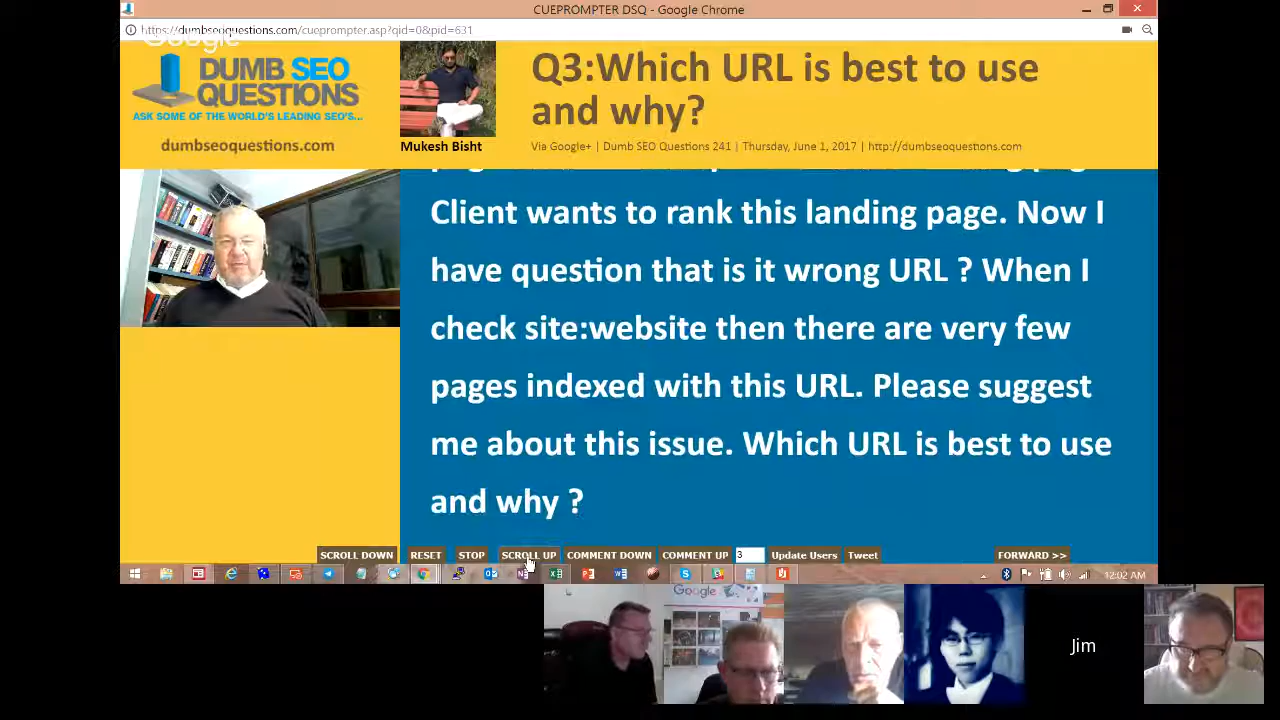 CUEPROMPTER DSQ - Google Chrome
https://dumbseoquestions.com/cueprompter.asp?qid=0&pid=631
Google
DUMB SEO
QUESTIONS
ASK SOME OF THE WORLD'S LEADING SEO'S...
dumbseoquestions.com
Mukesh Bisht
Q3:Which URL is best to use
and why?
Via Google+ | Dumb SEO Questions 241 | Thursday, June 1, 2017 | http://dumbseoquestions.com
Client wants to rank this landing page. Now I
have question that is it wrong URL ? When I
check site:website then there are very few
pages indexed with this URL. Please suggest
me about this issue. Which URL is best to use
and why ?
SCROLL DOWN RESET STOP SCROLL UP COMMENT DOWN COMMENT UP 3 Update Users Tweet FORWARD >>
12:02 AM
Google
Jim